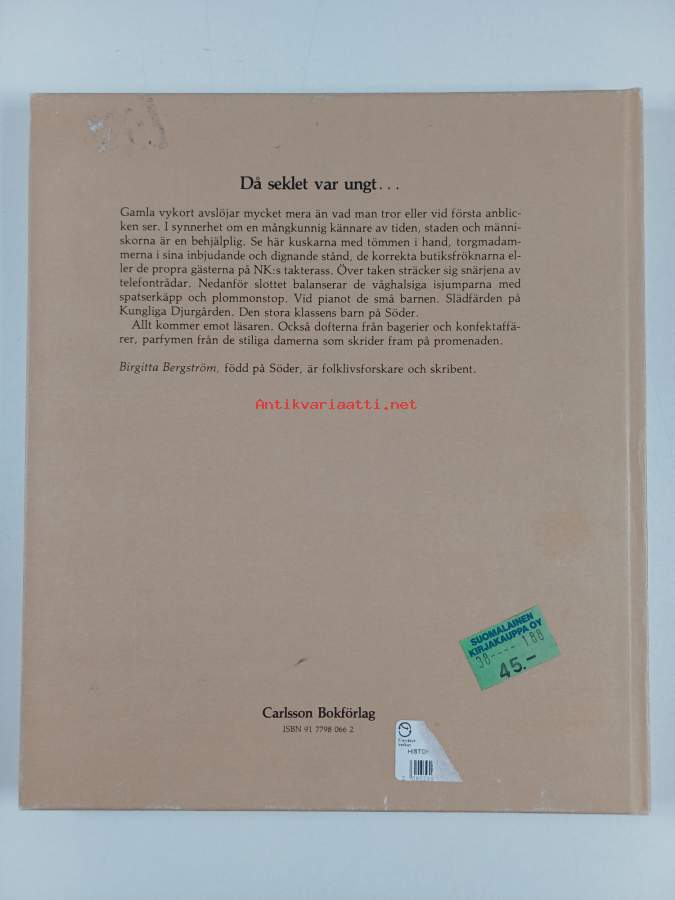 Då seklet var ungt...
Gamla vykort avslöjar mycket mera än vad man tror eller vid första anblic-
ken ser. I synnerhet om en mångkunnig kännare av tiden, staden och männi-
skorna är en behjälplig. Se här kuskarna med tömmen i hand, torgmadam-
merna i sina inbjudande och dignande stånd, de korrekta butiksfröknarna el-
ler de propra gästerna på NK:s takterass. Över taken sträcker sig snärjena av
telefontrådar. Nedanför slottet balanserar de våghalsiga isjumparna med
spatserkäpp och plommonstop. Vid pianot de små barnen. Slädfärden på
Kungliga Djurgården. Den stora klassens barn på Söder.
Allt kommer emot läsaren. Också dofterna från bagerier och konfektaffä-
rer, parfymen från de stiliga damerna som skrider fram på promenaden.
Birgitta Bergström, född på Söder, är folklivsforskare och skribent.
Antikvariaatti.net
SUOMALAINEN
KIRJAKAUPPA OY
38---- 188
45.-
Carlsson Bokförlag
ISBN 91 7798 066 2
HISTO